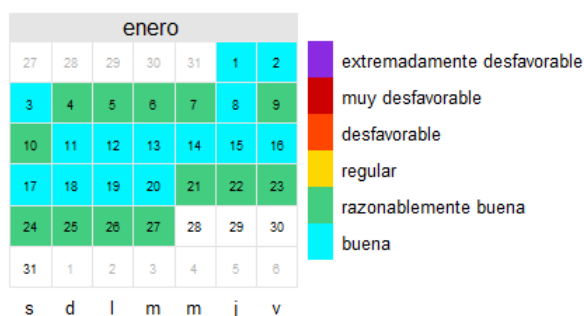 enero
27 28 29 30 31 1 2
3 4 5 6 7 8 9
10 11 12 13 14 15 16
17 18 19 20 21 22 23
24 25 26 27 28 29 30
31 1 2 3 4 5 6
s d l m m j v
extremadamente desfavorable
muy desfavorable
desfavorable
regular
razonablemente buena
buena